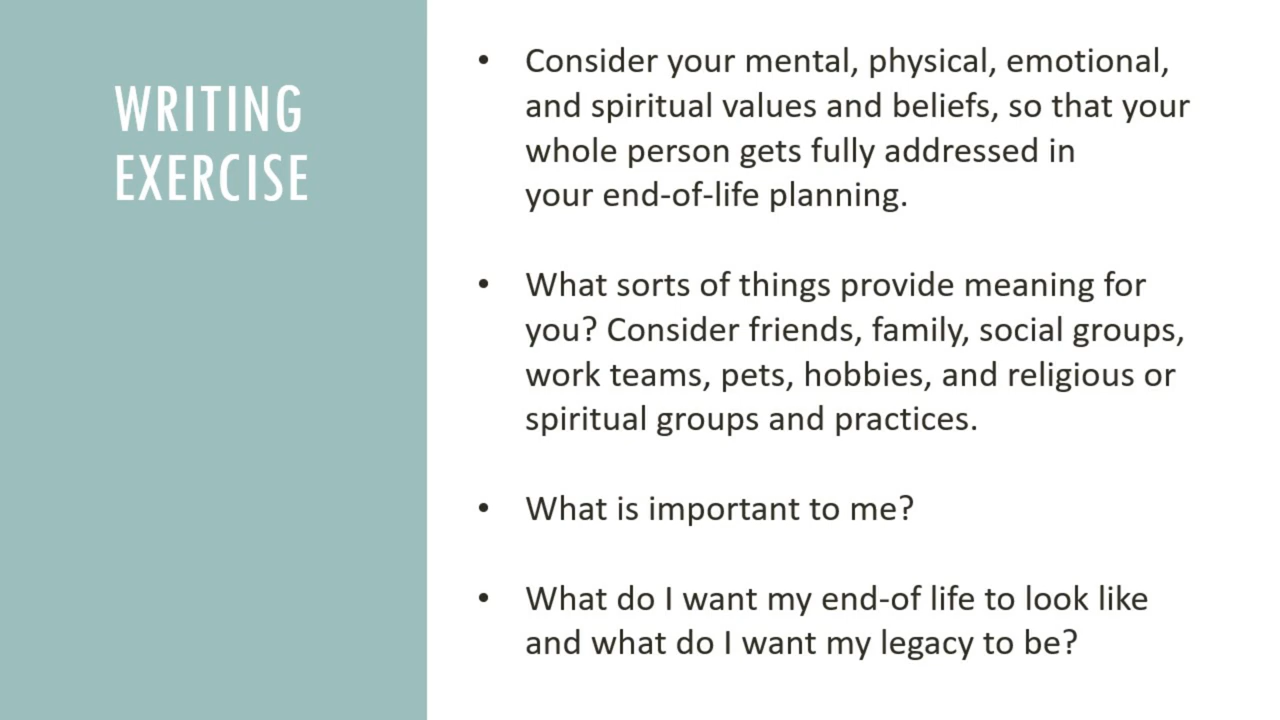 WRITING
EXERCISE
• Consider your mental, physical, emotional,
and spiritual values and beliefs, so that your
whole person gets fully addressed in
your end-of-life planning.
• What sorts of things provide meaning for
you? Consider friends, family, social groups,
work teams, pets, hobbies, and religious or
spiritual groups and practices.
• What is important to me?
• What do I want my end-of life to look like
and what do I want my legacy to be?